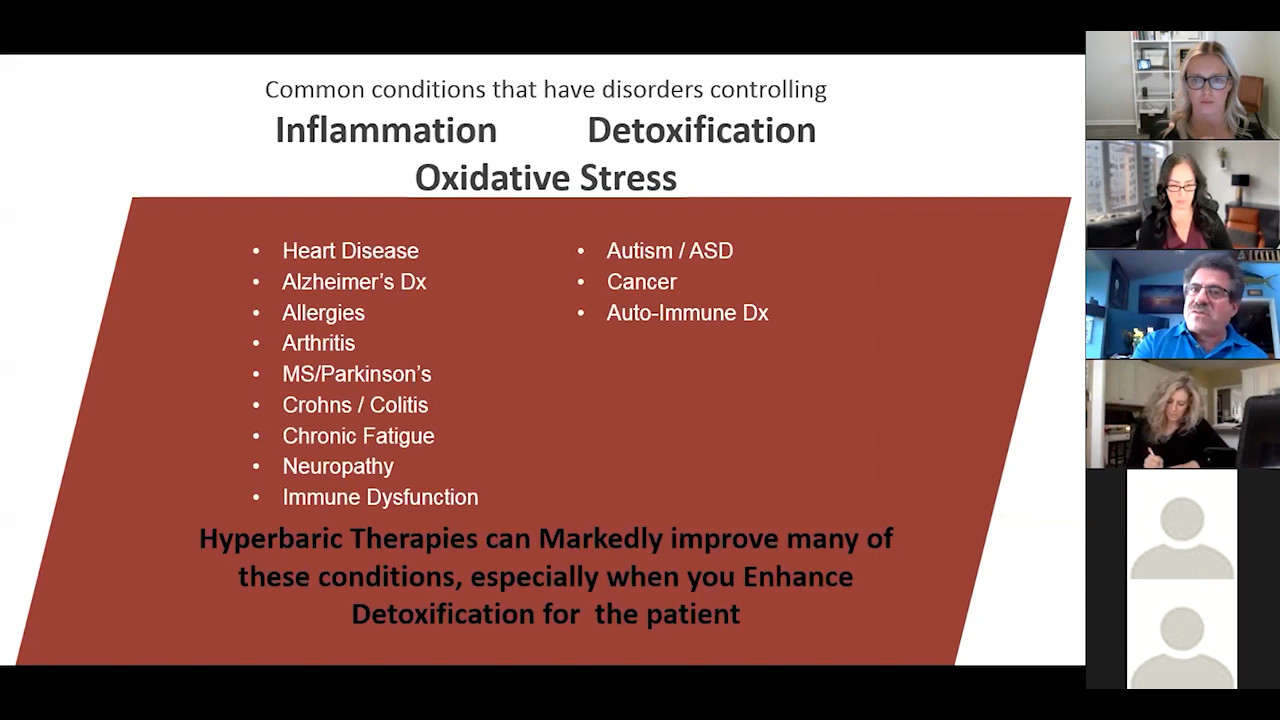 Common conditions that have disorders controlling
Inflammation Detoxification
Oxidative Stress
• Heart Disease
• Alzheimer's Dx
• Allergies
• Arthritis
• MS/Parkinson's
• Crohns / Colitis
• Chronic Fatigue
• Neuropathy
• Immune Dysfunction
• Autism / ASD
• Cancer
• Auto-Immune Dx
Hyperbaric Therapies can Markedly improve many of
these conditions, especially when you Enhance
Detoxification for the patient